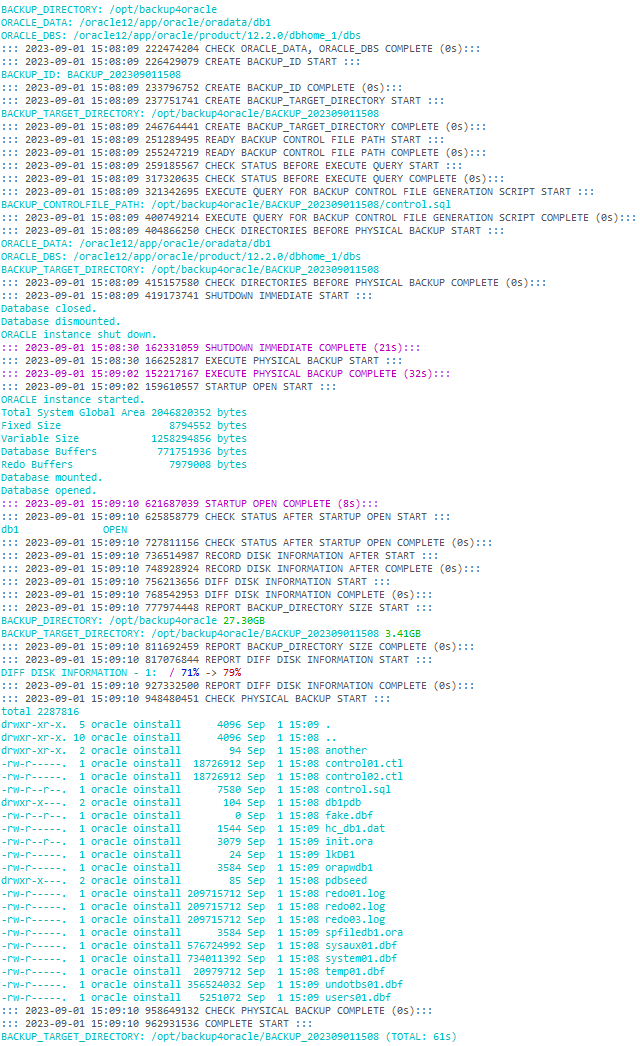 BACKUP_DIRECTORY: /opt/backup4oracle
ORACLE_DATA: /oracle12/app/oracle/oradata/db1
ORACLE_DBS: /oracle12/app/oracle/product/12.2.0/dbhome_1/dbs
::: 2023-09-01 15:08:09 222474204 CHECK ORACLE_DATA, ORACLE_DBS COMPLETE (0s):::
::: 2023-09-01 15:08:09 226429079 CREATE BACKUP_ID START :::
BACKUP_ID: BACKUP_202309011508
::: 2023-09-01 15:08:09 233796752 CREATE BACKUP_ID COMPLETE (0s):::
::: 2023-09-01 15:08:09 237751741 CREATE BACKUP_TARGET_DIRECTORY START :::
BACKUP_TARGET_DIRECTORY: /opt/backup4oracle/BACKUP_202309011508
::: 2023-09-01 15:08:09 246764441 CREATE BACKUP_TARGET_DIRECTORY COMPLETE (0s):::
::: 2023-09-01 15:08:09 251289495 READY BACKUP CONTROL FILE PATH START :::
::: 2023-09-01 15:08:09 255247219 READY BACKUP CONTROL FILE PATH COMPLETE (0s):::
::: 2023-09-01 15:08:09 259185567 CHECK STATUS BEFORE EXECUTE QUERY START :::
::: 2023-09-01 15:08:09 317320635 CHECK STATUS BEFORE EXECUTE QUERY COMPLETE (0s):::
::: 2023-09-01 15:08:09 321342695 EXECUTE QUERY FOR BACKUP CONTROL FILE GENERATION SCRIPT START :::
BACKUP_CONTROLFILE_PATH: /opt/backup4oracle/BACKUP_202309011508/control.sql
::: 2023-09-01 15:08:09 400749214 EXECUTE QUERY FOR BACKUP CONTROL FILE GENERATION SCRIPT COMPLETE (0s):::
::: 2023-09-01 15:08:09 404866250 CHECK DIRECTORIES BEFORE PHYSICAL BACKUP START :::
ORACLE_DATA: /oracle12/app/oracle/oradata/db1
ORACLE_DBS: /oracle12/app/oracle/product/12.2.0/dbhome_1/dbs
BACKUP_TARGET_DIRECTORY: /opt/backup4oracle/BACKUP_202309011508
::: 2023-09-01 15:08:09 415157580 CHECK DIRECTORIES BEFORE PHYSICAL BACKUP COMPLETE (0s):::
::: 2023-09-01 15:08:09 419173741 SHUTDOWN IMMEDIATE START :::
Database closed.
Database dismounted.
ORACLE instance shut down.
::: 2023-09-01 15:08:30 162331059 SHUTDOWN IMMEDIATE COMPLETE (21s):::
::: 2023-09-01 15:08:30 166252817 EXECUTE PHYSICAL BACKUP START :::
::: 2023-09-01 15:09:02 152217167 EXECUTE PHYSICAL BACKUP COMPLETE (32s):::
::: 2023-09-01 15:09:02 159610557 STARTUP OPEN START :::
ORACLE instance started.
Total System Global Area 2046820352 bytes
Fixed Size 8794552 bytes
Variable Size 1258294856 bytes
Database Buffers 771751936 bytes
Redo Buffers 7979008 bytes
Database mounted.
Database opened.
::: 2023-09-01 15:09:10 621687039 STARTUP OPEN COMPLETE (8s):::
::: 2023-09-01 15:09:10 625858779 CHECK STATUS AFTER STARTUP OPEN START :::
db1 OPEN
::: 2023-09-01 15:09:10 727811156 CHECK STATUS AFTER STARTUP OPEN COMPLETE (0s):::
::: 2023-09-01 15:09:10 736514987 RECORD DISK INFORMATION AFTER START :::
::: 2023-09-01 15:09:10 748928924 RECORD DISK INFORMATION AFTER COMPLETE (0s):::
::: 2023-09-01 15:09:10 756213656 DIFF DISK INFORMATION START :::
::: 2023-09-01 15:09:10 768542953 DIFF DISK INFORMATION COMPLETE (0s):::
::: 2023-09-01 15:09:10 777974448 REPORT BACKUP_DIRECTORY SIZE START :::
BACKUP_DIRECTORY: /opt/backup4oracle 27.30GB
BACKUP_TARGET_DIRECTORY: /opt/backup4oracle/BACKUP_202309011508 3.41GB
::: 2023-09-01 15:09:10 811692459 REPORT BACKUP_DIRECTORY SIZE COMPLETE (0s):::
::: 2023-09-01 15:09:10 817076844 REPORT DIFF DISK INFORMATION START :::
DIFF DISK INFORMATION - 1: / 71% -> 79%
::: 2023-09-01 15:09:10 927332500 REPORT DIFF DISK INFORMATION COMPLETE (0s):::
::: 2023-09-01 15:09:10 948480451 CHECK PHYSICAL BACKUP START :::
total 2287816
drwxr-xr-x. 5 oracle oinstall 4096 Sep 1 15:09 .
drwxr-xr-x. 10 oracle oinstall 4096 Sep 1 15:08 ..
drwxr-xr-x. 2 oracle oinstall 94 Sep 1 15:08 another
-rw-r-----. 1 oracle oinstall 18726912 Sep 1 15:08 control01.ctl
-rw-r-----. 1 oracle oinstall 18726912 Sep 1 15:08 control02.ctl
-rw-r--r--. 1 oracle oinstall 7580 Sep 1 15:08 control.sql
drwxr-x---. 2 oracle oinstall 104 Sep 1 15:08 db1pdb
-rw-r--r--. 1 oracle oinstall 0 Sep 1 15:08 fake.dbf
-rw-r-----. 1 oracle oinstall 1544 Sep 1 15:09 hc_db1.dat
-rw-r--r--. 1 oracle oinstall 3079 Sep 1 15:09 init.ora
-rw-r-----. 1 oracle oinstall 24 Sep 1 15:09 lkDB1
-rw-r-----. 1 oracle oinstall 3584 Sep 1 15:09 orapwdb1
drwxr-x---. 2 oracle oinstall 85 Sep 1 15:08 pdbseed
-rw-r-----. 1 oracle oinstall 209715712 Sep 1 15:08 redo01.log
-rw-r-----. 1 oracle oinstall 209715712 Sep 1 15:08 redo02.log
-rw-r-----. 1 oracle oinstall 209715712 Sep 1 15:08 redo03.log
-rw-r-----. 1 oracle oinstall 3584 Sep 1 15:09 spfiledb1.ora
-rw-r-----. 1 oracle oinstall 576724992 Sep 1 15:08 sysaux01.dbf
-rw-r-----. 1 oracle oinstall 734011392 Sep 1 15:08 system01.dbf
-rw-r-----. 1 oracle oinstall 20979712 Sep 1 15:08 temp01.dbf
-rw-r-----. 1 oracle oinstall 356524032 Sep 1 15:09 undotbs01.dbf
-rw-r-----. 1 oracle oinstall 5251072 Sep 1 15:09 users01.dbf
::: 2023-09-01 15:09:10 958649132 CHECK PHYSICAL BACKUP COMPLETE (0s):::
::: 2023-09-01 15:09:10 962931536 COMPLETE START :::
BACKUP_TARGET_DIRECTORY: /opt/backup4oracle/BACKUP_202309011508 (TOTAL: 61s)